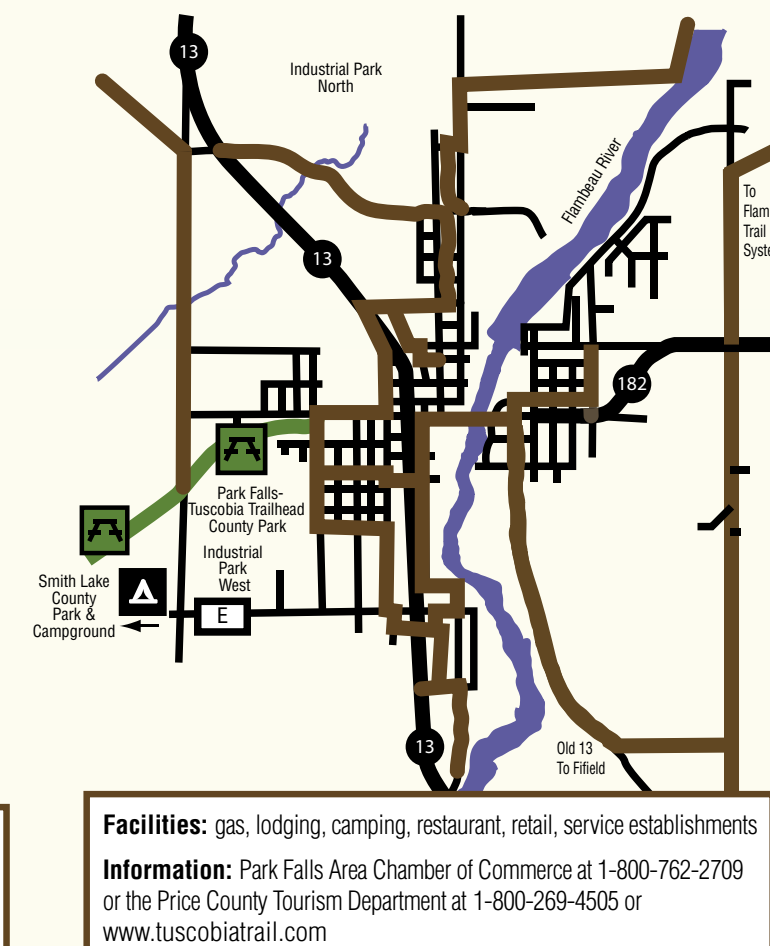 13
Industrial Park
North
Flambeau River
To
Flam
Trail
Syste
13
182
Park Falls-
Tuscobia Trailhead
County Park
Industrial
Park
West
Smith Lake
County
Park &
Campground
E
13
Old 13
To Fifield
Facilities: gas, lodging, camping, restaurant, retail, service establishments
Information: Park Falls Area Chamber of Commerce at 1-800-762-2709
or the Price County Tourism Department at 1-800-269-4505 or
www.tuscobiatrail.com